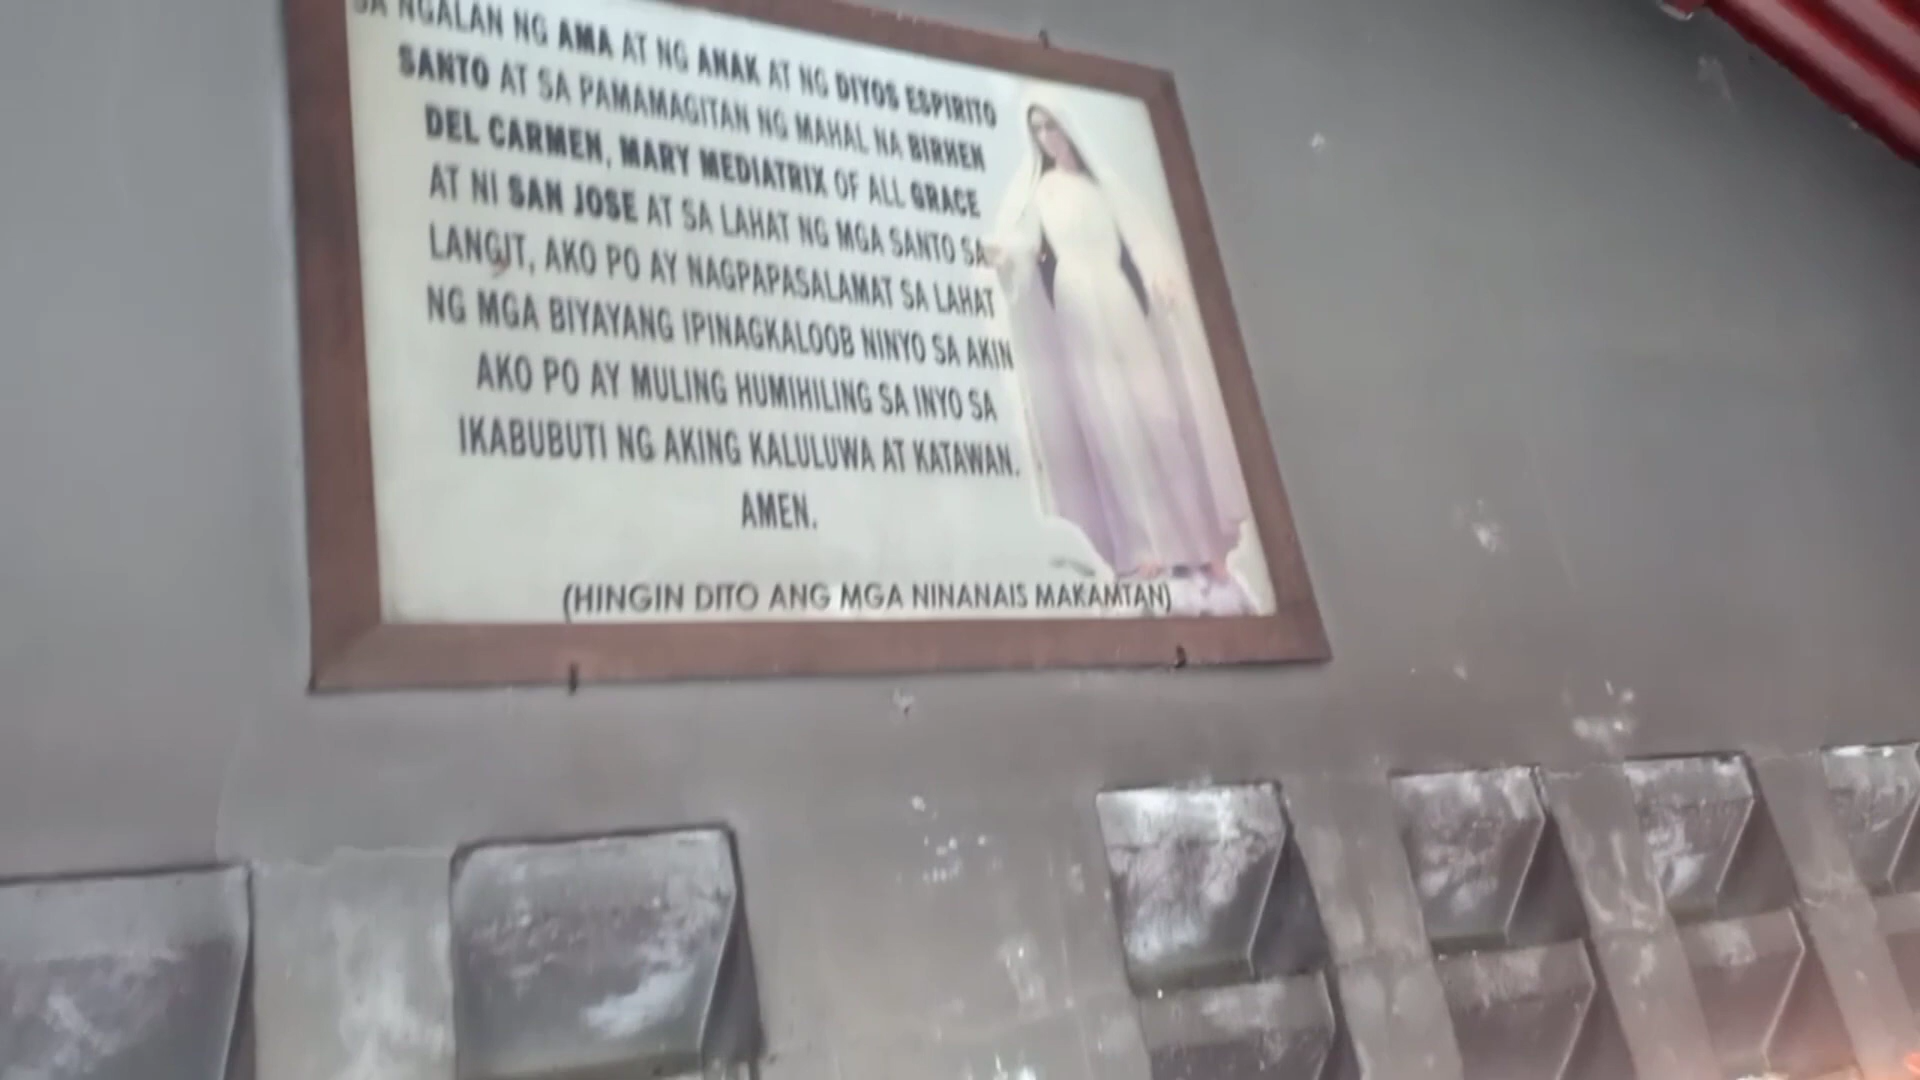 SA NGALAN NG AMA AT NG ANAK AT NG DIYOS ESPIRITO
SANTO AT SA PAMAMAGITAN NG MAHAL NA BIRHEN
DEL CARMEN, MARY MEDIATRIX OF ALL GRACE
AT NI SAN JOSE AT SA LAHAT NG MGA SANTO SA
LANGIT, AKO PO AY NAGPAPASALAMAT SA LAHAT
NG MGA BIYAYANG IPINAGKALOOB NINYO SA AKIN
AKO PO AY MULING HUMIHILING SA INYO SA
IKABUBUTI NG AKING KALULUWA AT KATAWAN.
AMEN.
(HINGIN DITO ANG MGA NINANAIS MAKAMTAN)